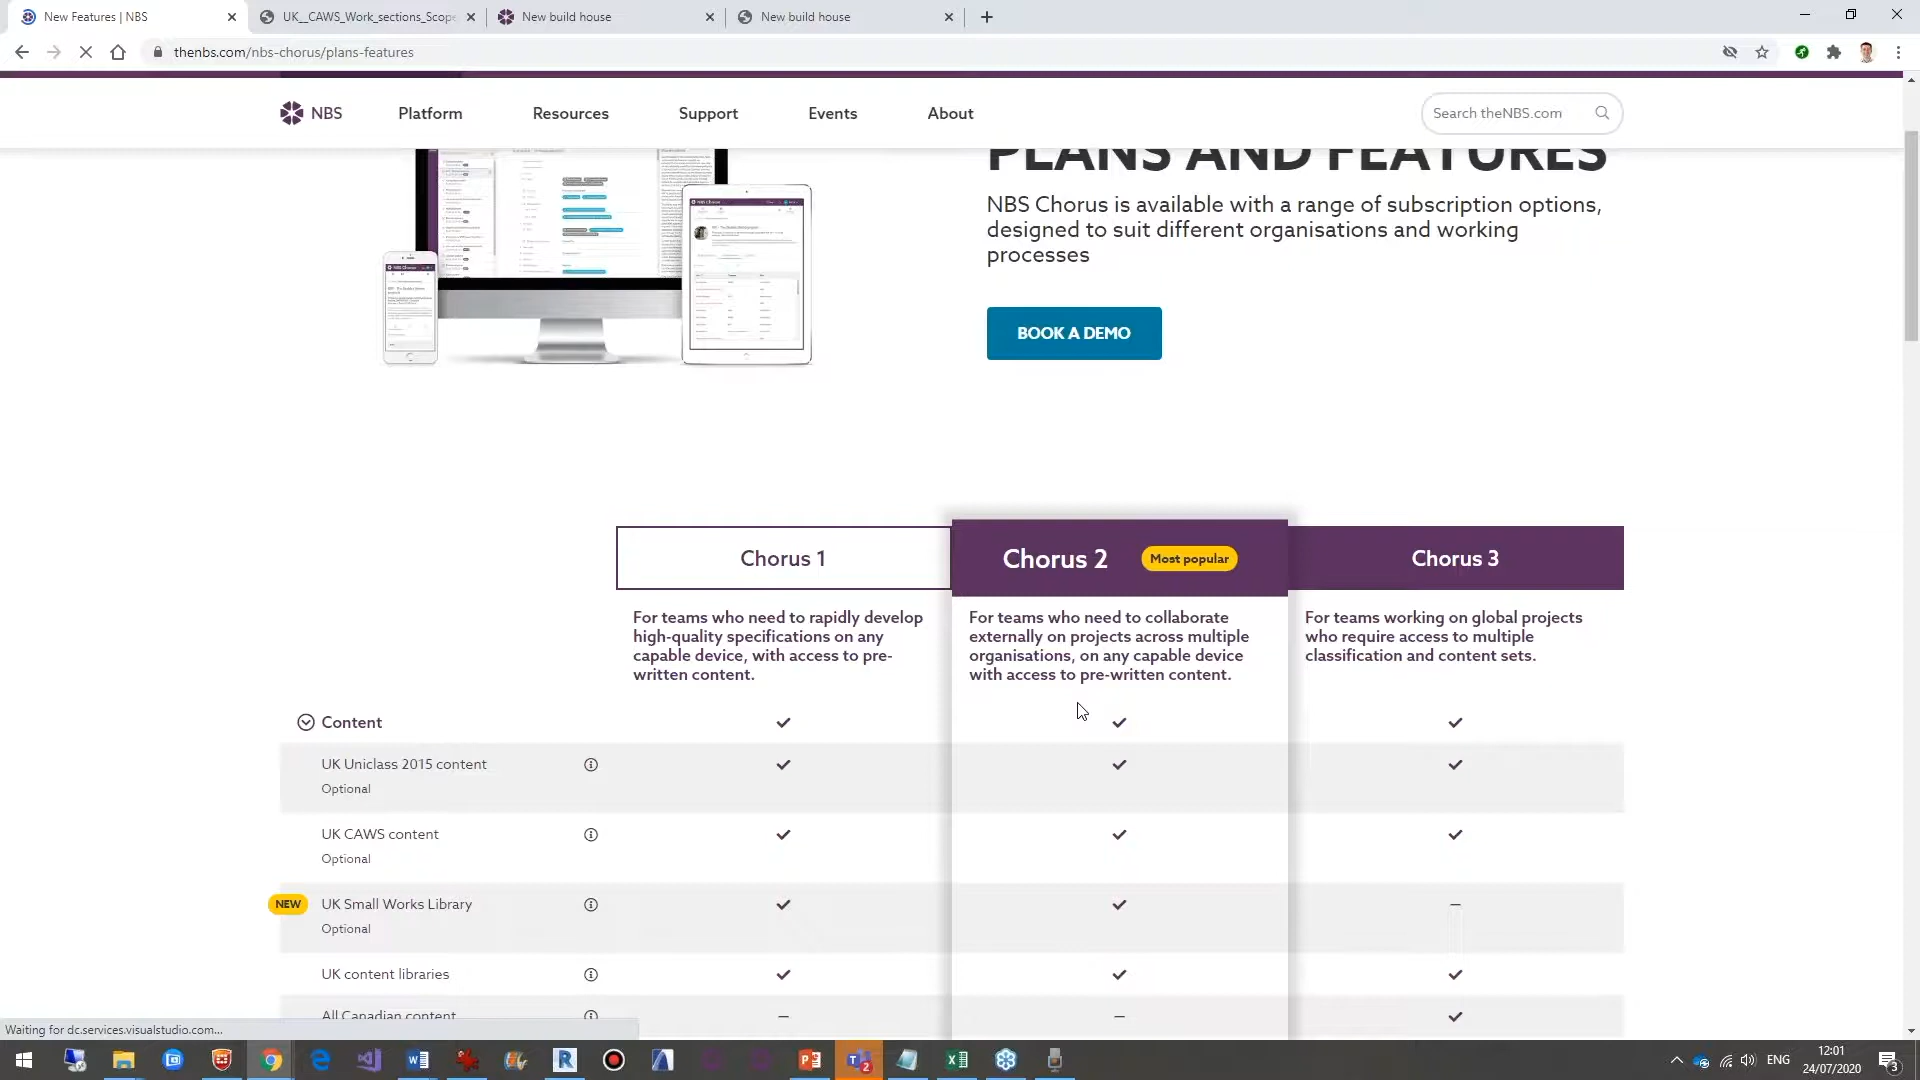 New Features | NBS
UK__CAWS_Work_sections_Scope
New build house
New build house
thenbs.com/nbs-chorus/plans-features
NBS
Platform
Resources
Support
Events
About
Search theNBS.com
PLANS AND FEATURES
NBS Chorus is available with a range of subscription options,
designed to suit different organisations and working
processes
BOOK A DEMO
Chorus 1
Chorus 2
Most popular
Chorus 3
For teams who need to rapidly develop
high-quality specifications on any
capable device, with access to pre-
written content.
For teams who need to collaborate
externally on projects across multiple
organisations, on any capable device
with access to pre-written content.
For teams working on global projects
who require access to multiple
classification and content sets.
Content
UK Uniclass 2015 content
Optional
UK CAWS content
Optional
NEW
UK Small Works Library
Optional
UK content libraries
All Canadian content
Waiting for dc.services.visualstudio.com...
ENG
12:01
24/07/2020